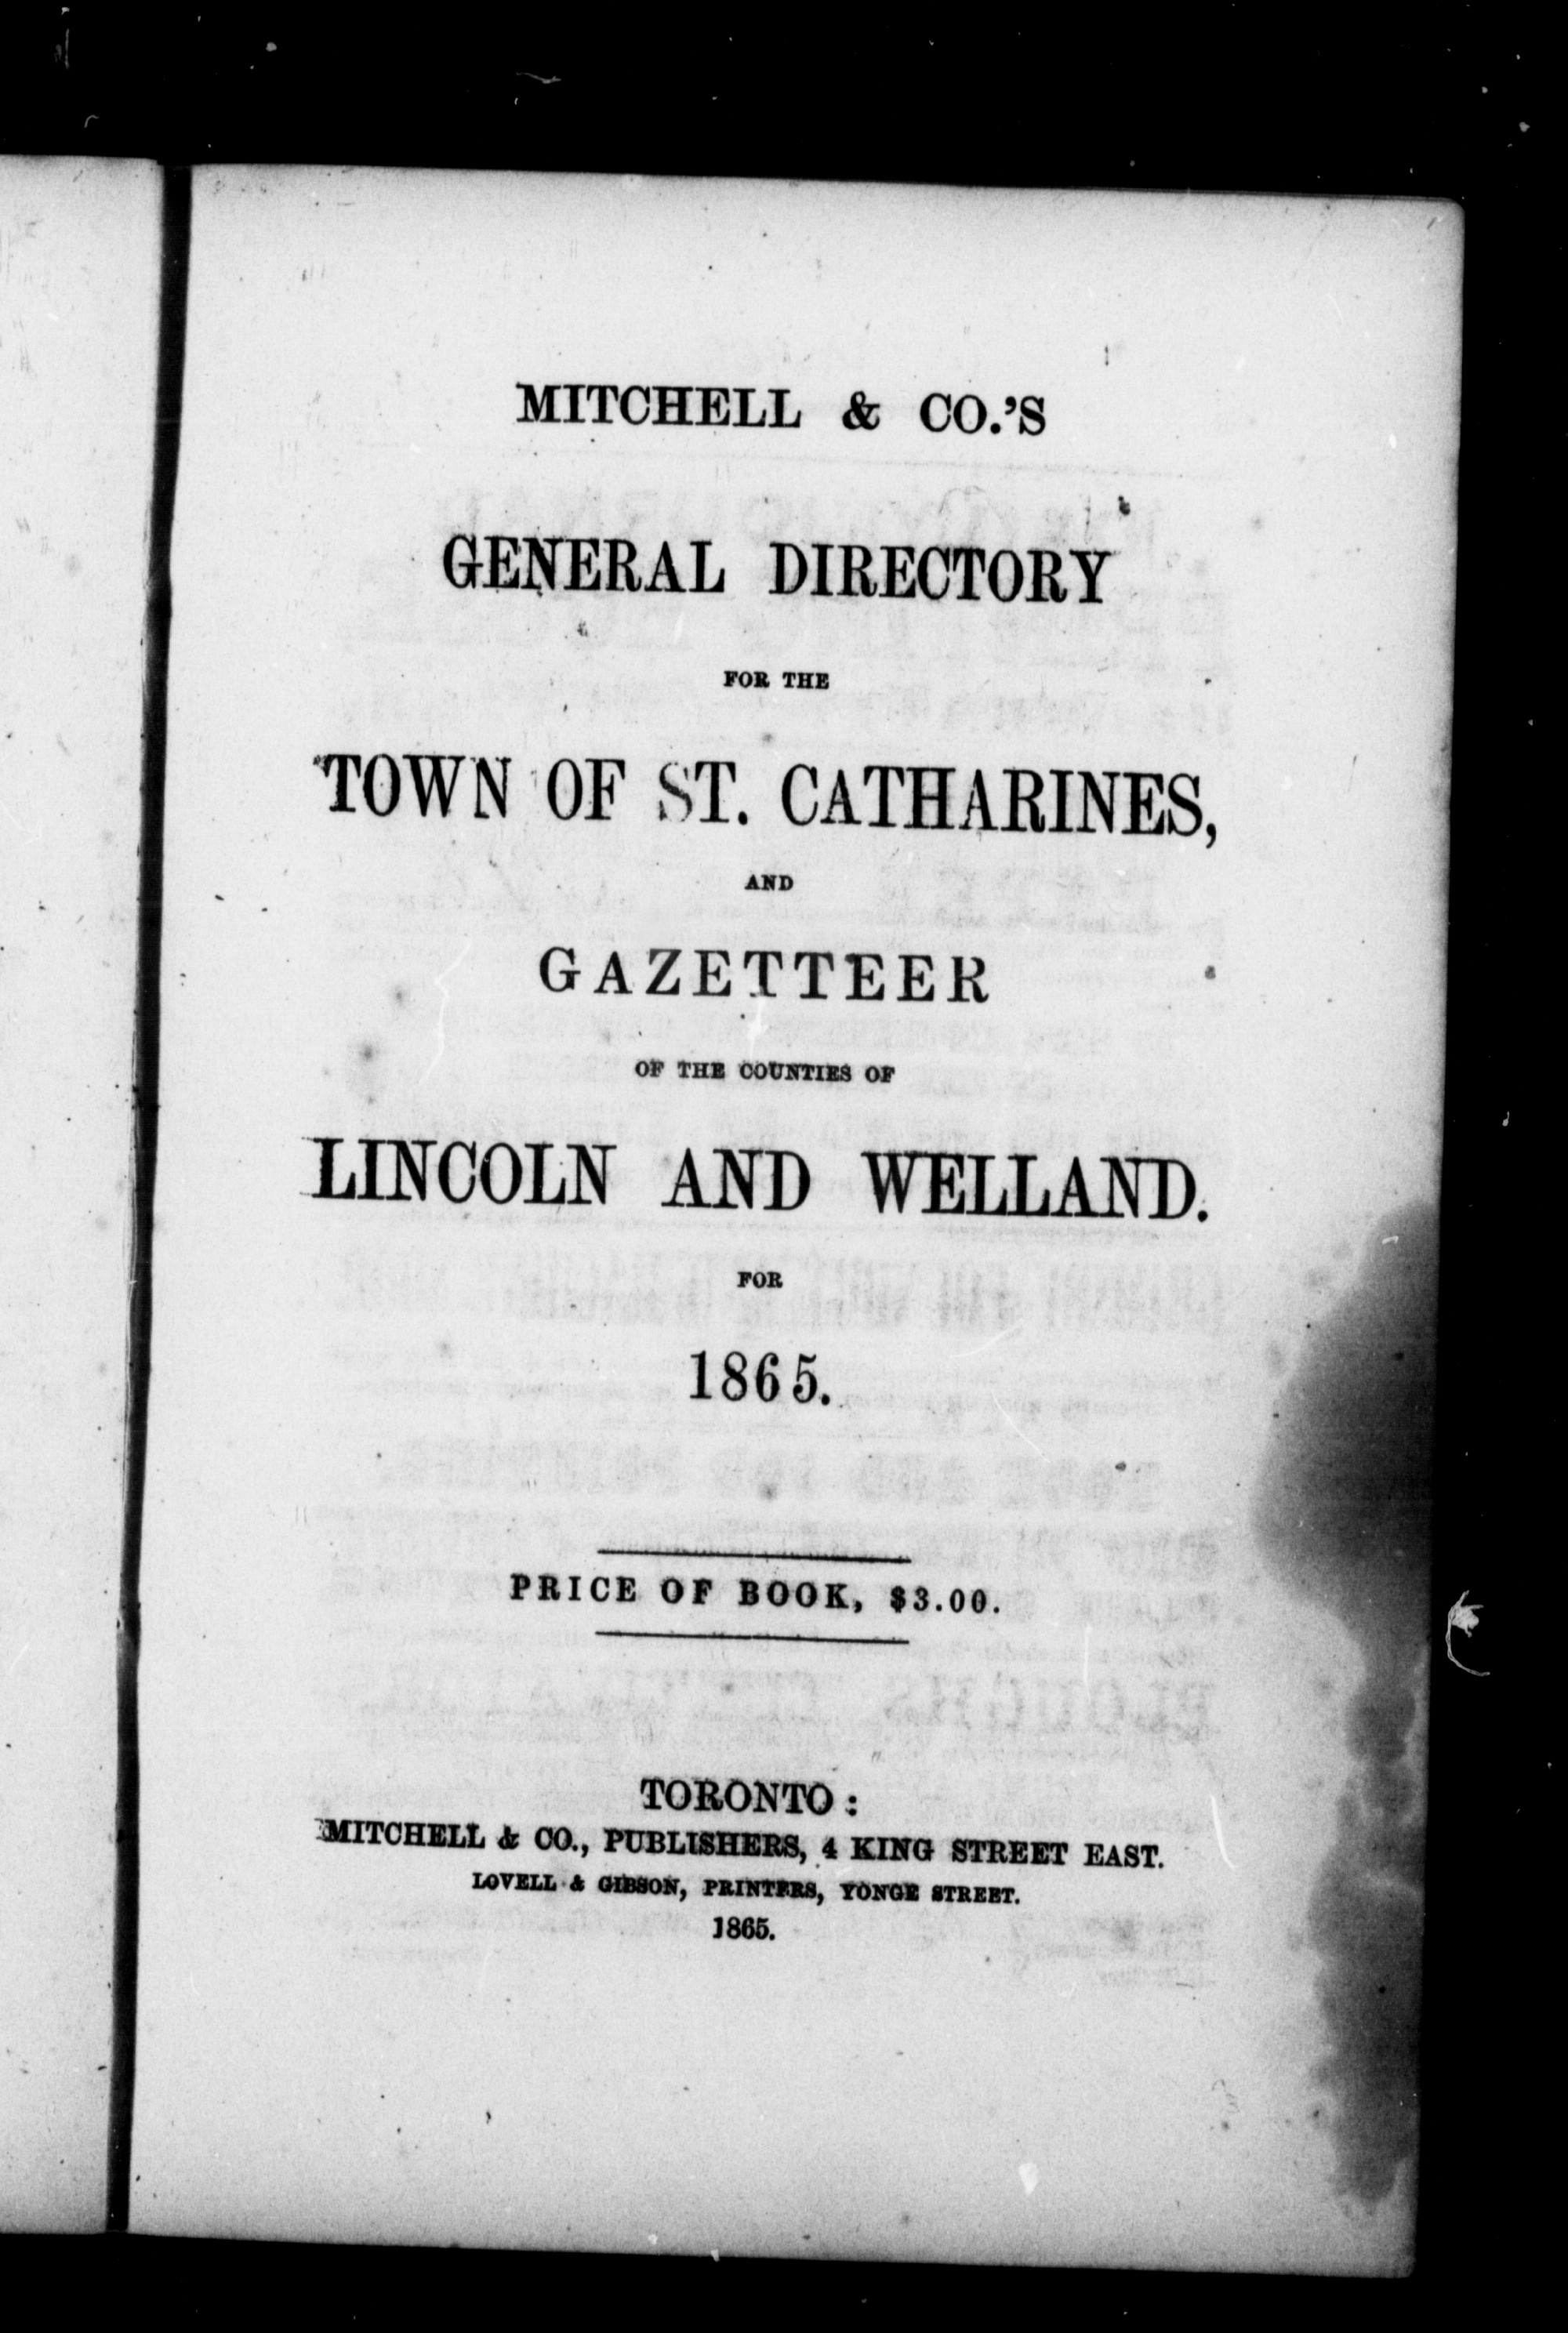 MITCHELL & CO.'S
GENERAL DIRECTORY
FOR THE
TOWN OF ST. CATHARINES,
AND
GAZETTEER
OF THE COUNTIES OF
LINCOLN AND WELLAND.
FOR
1865.
PRICE OF BOOK, $3.00.
TORONTO:
MITCHELL & CO., PUBLISHERS, 4 KING STREET EAST.
LOVELL & GIBSON, PRINTERS, YONGE STREET.
1865.